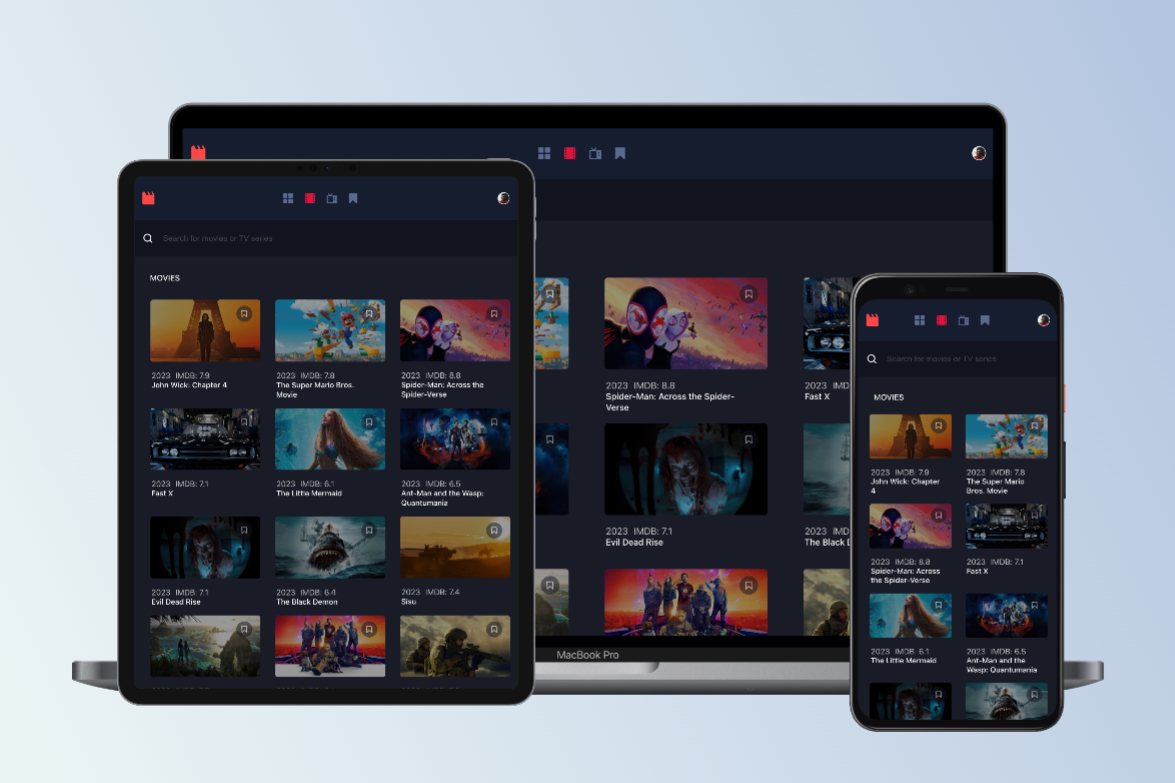 Search for movies or TV series
MOVIES
2023 IMDB: 7.9
John Wick: Chapter 4
2023 IMDB: 7.8
The Super Mario Bros.
Movie
2023 IMDB: 8.8
Spider-Man: Across the
Spider-Verse
2023 IMDB: 7.1
Fast X
2023 IMDB: 6.1
The Little Mermaid
2023 IMDB: 6.5
Ant-Man and the Wasp:
Quantumania
2023 IMDB: 7.1
Evil Dead Rise
2023 IMDB: 6.4
The Black Demon
2023 IMDB: 7.4
Sisu
2023 IMDB: 8.8
Spider-Man: Across the Spider-
Verse
2023 IMD
Fast X
2023 IMDB: 7.1
Evil Dead Rise
2023 IMD
The Black D
MacBook Pro
Search for movies or TV series
MOVIES
2023 IMDB: 7.9
John Wick: Chapter
4
2023 IMDB: 7.8
The Super Mario
Bros. Movie
2023 IMDB: 8.8
Spider-Man: Across
the Spider-Verse
2023 IMDB: 7.1
Fast X
2023 IMDB: 6.1
The Little Mermaid
2023 IMDB: 6.5
Ant-Man and the
Wasp: Quantumania